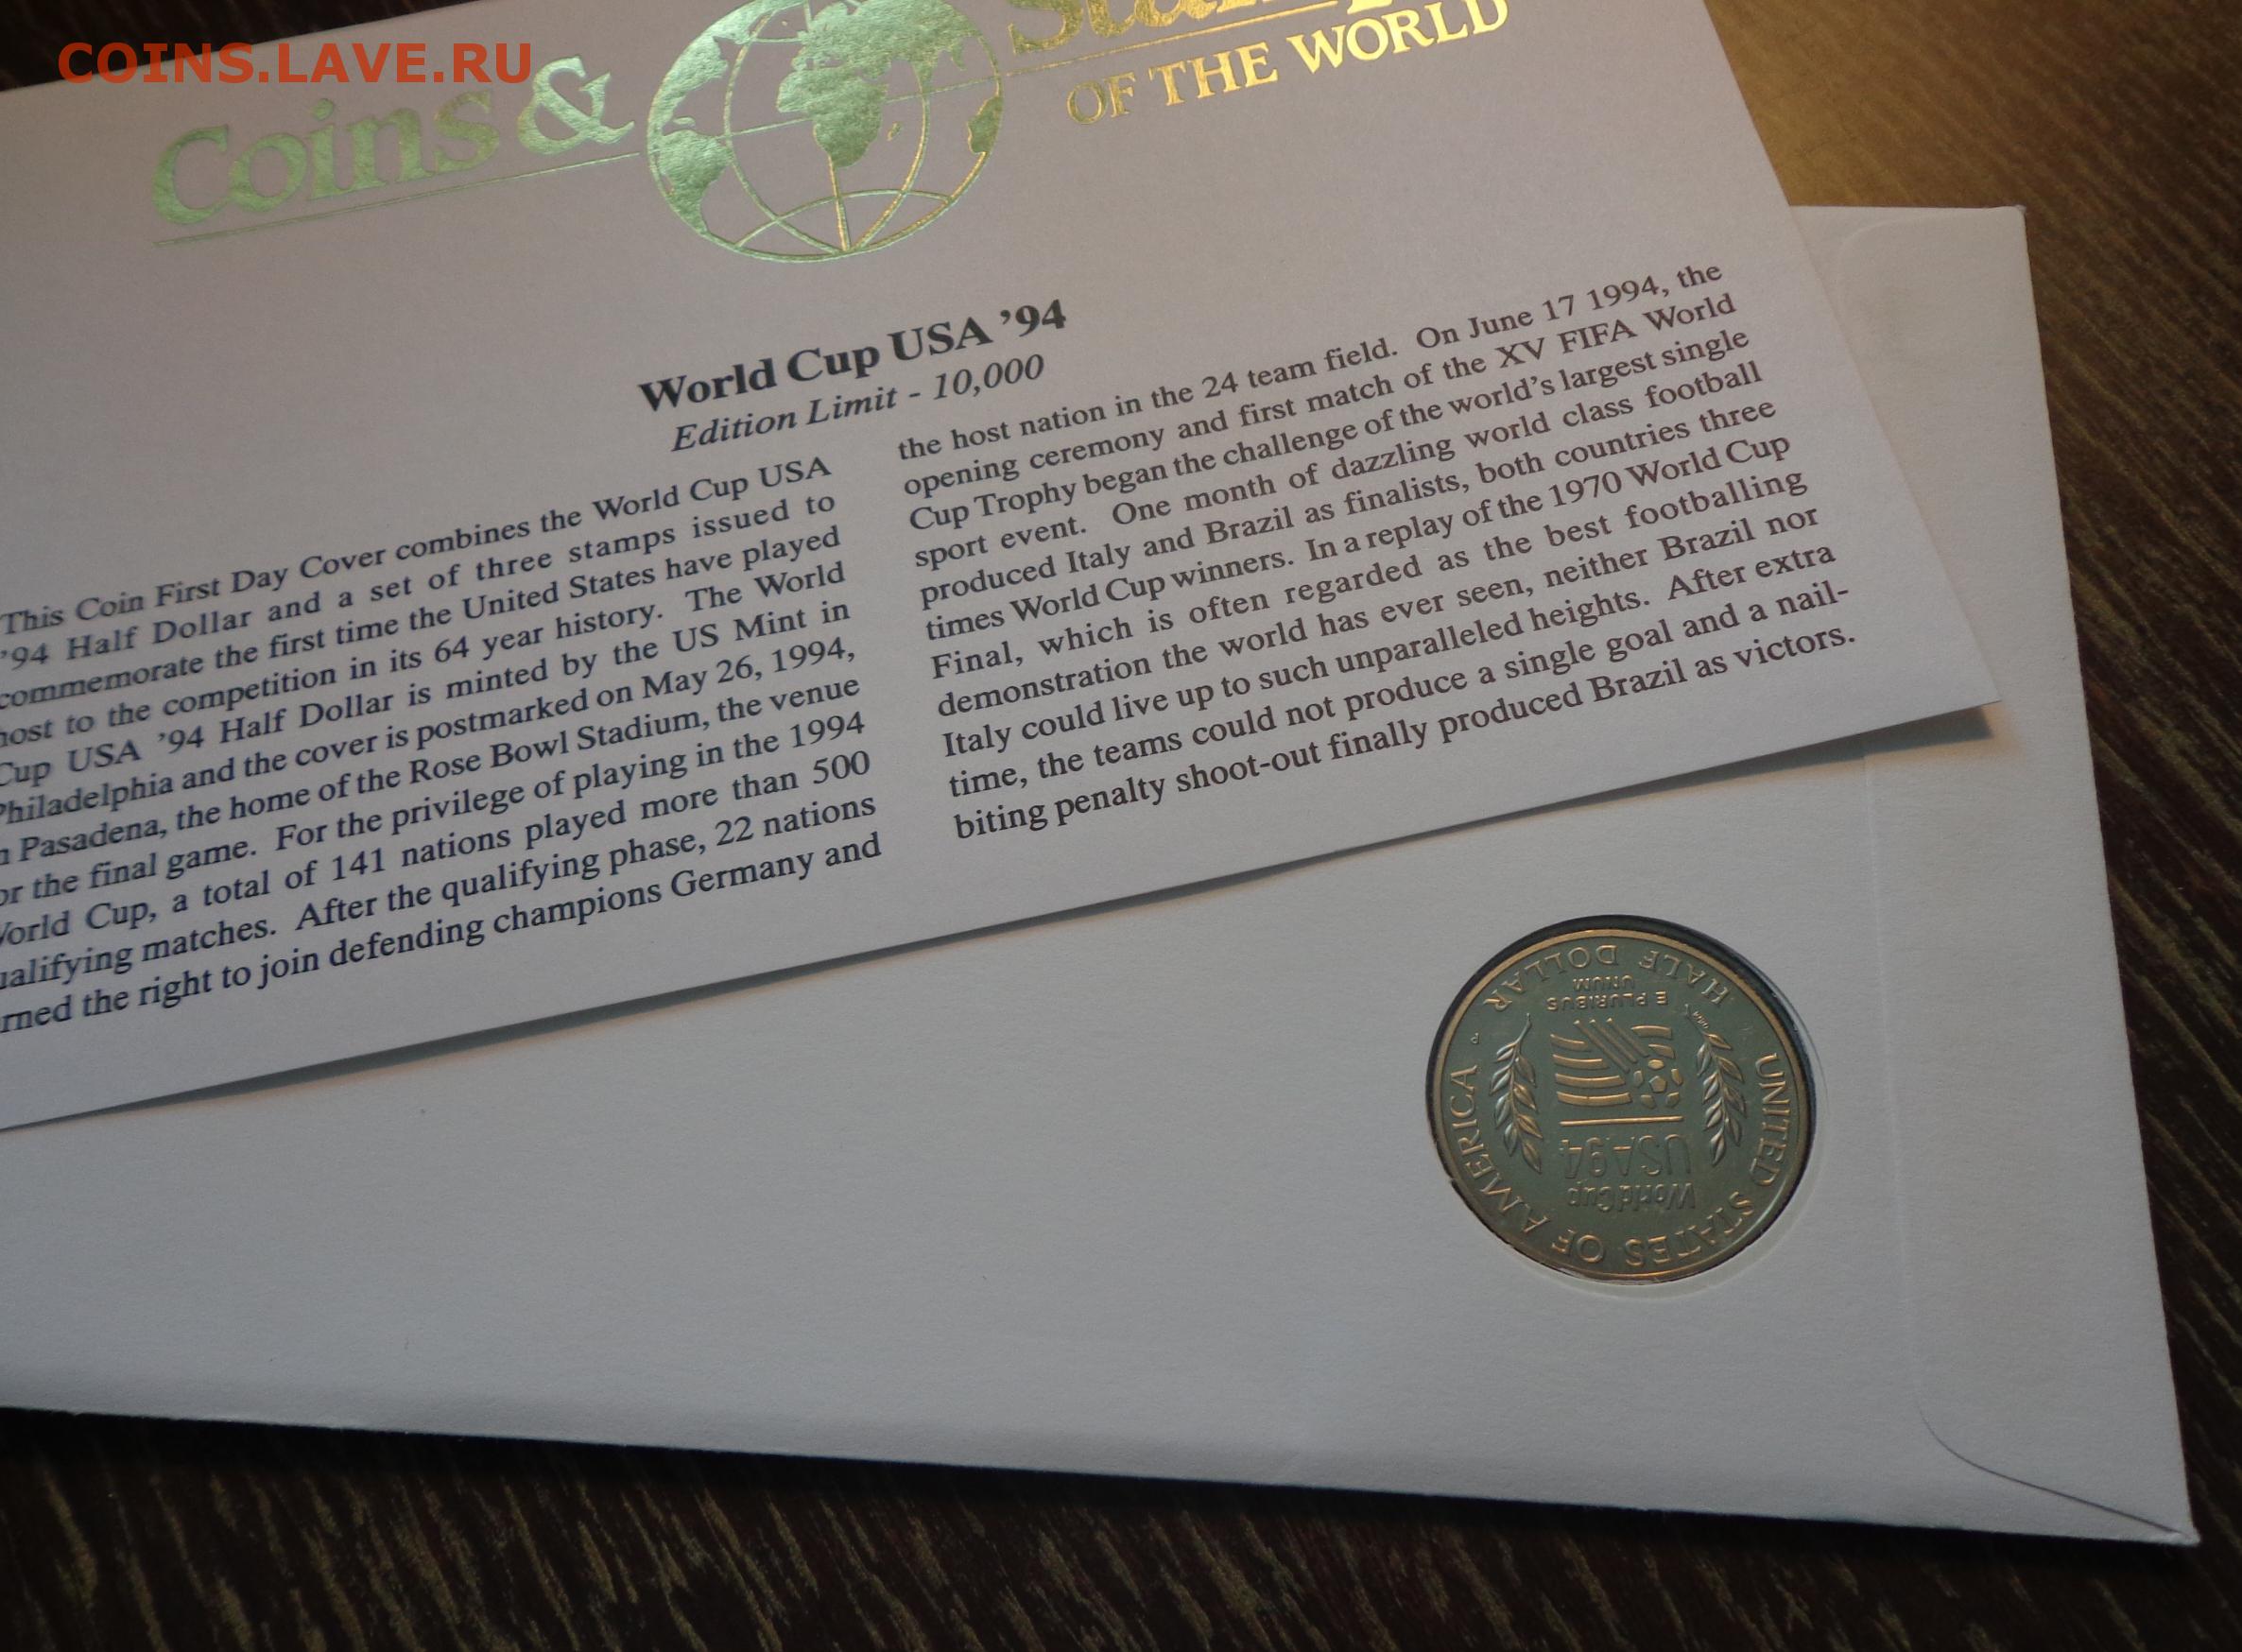 COINS.LAVE.RU
Coins &
OF THE WORLD
World Cup USA ’94
Edition Limit - 10,000
This Coin First Day Cover combines the World Cup USA
’94 Half Dollar and a set of three stamps issued to
commemorate the first time the United States have played
host to the competition in its 64 year history. The World
Cup USA ’94 Half Dollar is minted by the US Mint in
Philadelphia and the cover is postmarked on May 26, 1994,
Pasadena, the home of the Rose Bowl Stadium, the venue
the final game. For the privilege of playing in the 1994
World Cup, a total of 141 nations played more than 500
qualifying matches. After the qualifying phase, 22 nations
the right to join defending champions Germany and
the host nation in the 24 team field. On June 17 1994, the
opening ceremony and first match of the XV FIFA World
Cup Trophy began the challenge of the world’s largest single
sport event. One month of dazzling world class football
produced Italy and Brazil as finalists, both countries three
times World Cup winners. In a replay of the 1970 World Cup
Final, which is often regarded as the best footballing
demonstration the world has ever seen, neither Brazil nor
Italy could live up to such unparalleled heights. After extra
time, the teams could not produce a single goal and a nail-
biting penalty shoot-out finally produced Brazil as victors.
UNITED STATES OF AMERICA
WorldCup
USA94
P
E PLURIBUS
UNUM
HALF DOLLAR